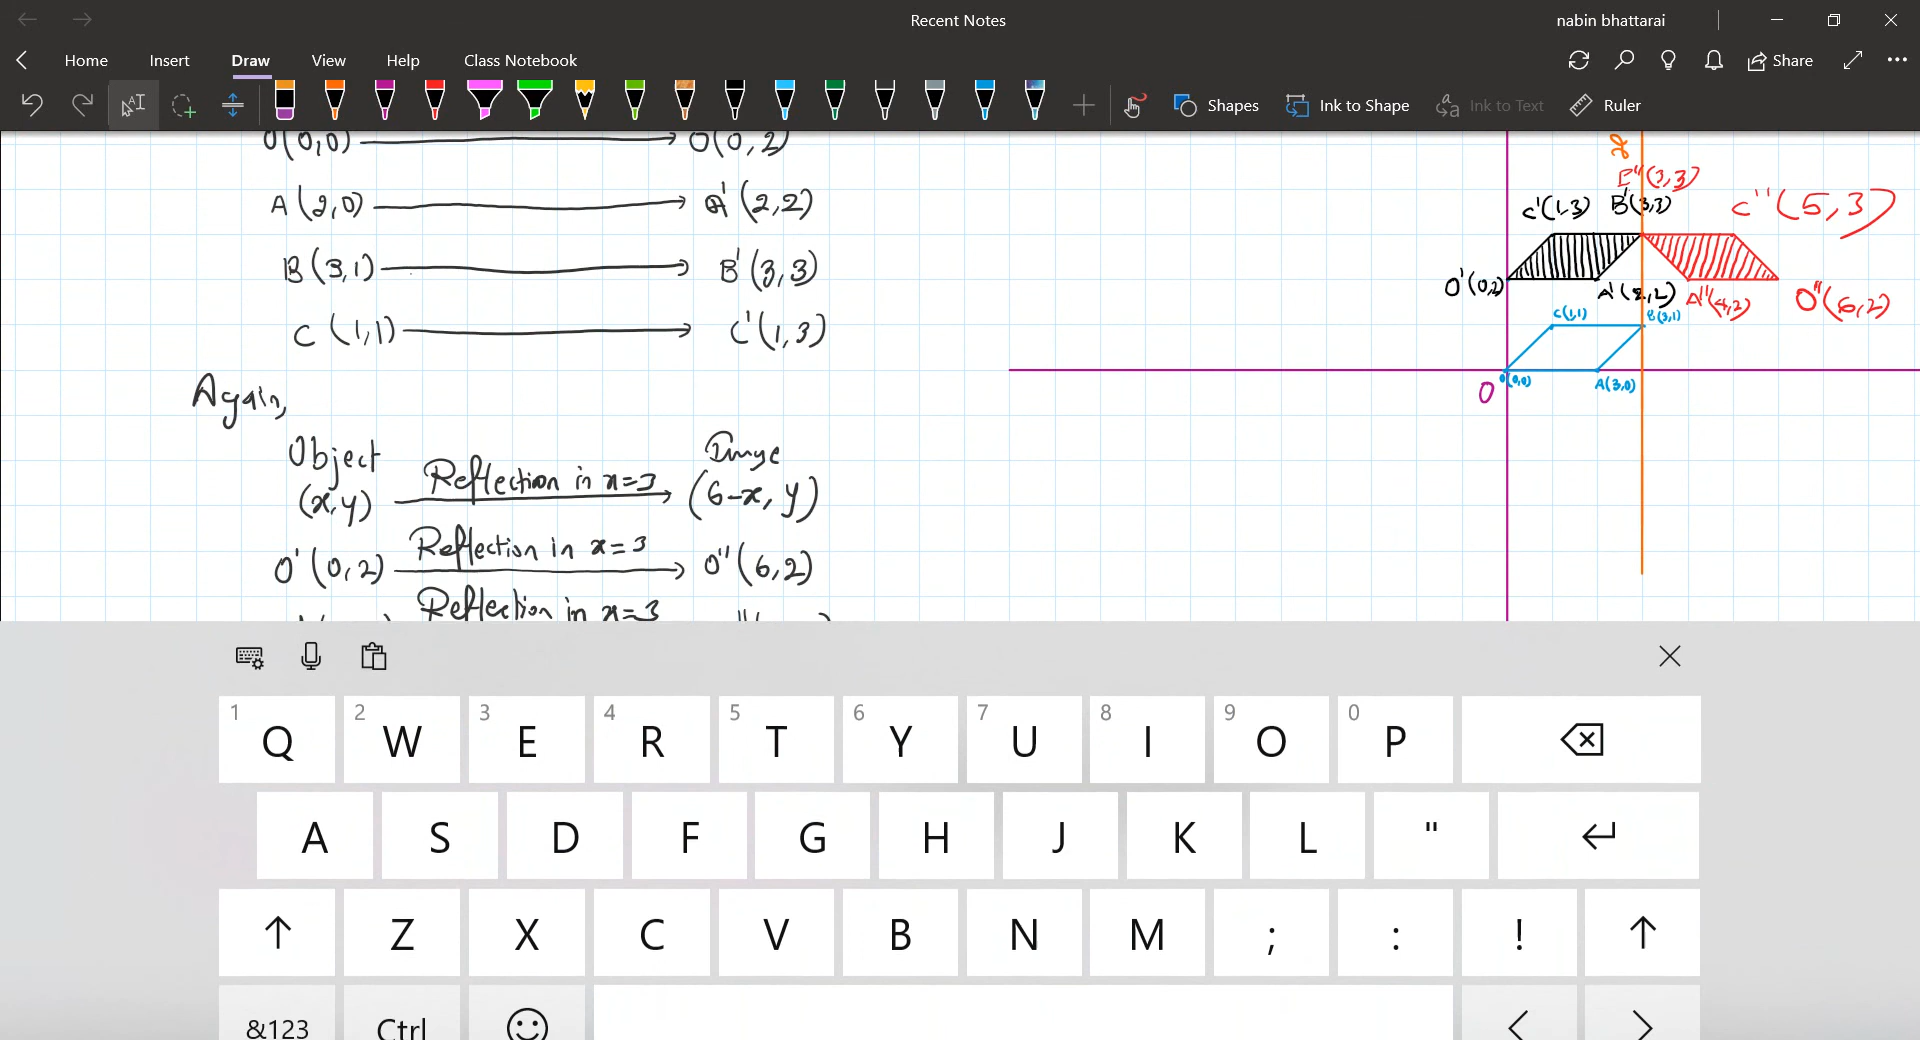 Recent Notes
nabin bhattarai
Home Insert Draw View Help Class Notebook
Share
Shapes Ink to Shape Ink to Text Ruler
O(0,0) → O(0,2)
A (2,0) → A' (2,2)
B (3,1) → B' (3,3)
C (1,1) → C' (1,3)
Again,
Object Image
(x,y) Reflection in x=3 → (6-x, y)
O' (0,2) Reflection in x=3 → O'' (6,2)
Reflection in x=3
B''(3,3)
C'(1,3) B'(3,3) C''(5,3)
O'(0,2) A'(2,2) A''(4,2) O''(6,2)
C(1,1) B(3,1)
O O(0,0) A(3,0)
1 2 3 4 5 6 7 8 9 0
Q W E R T Y U I O P
A S D F G H J K L "
Z X C V B N M ; : !
&123 Ctrl